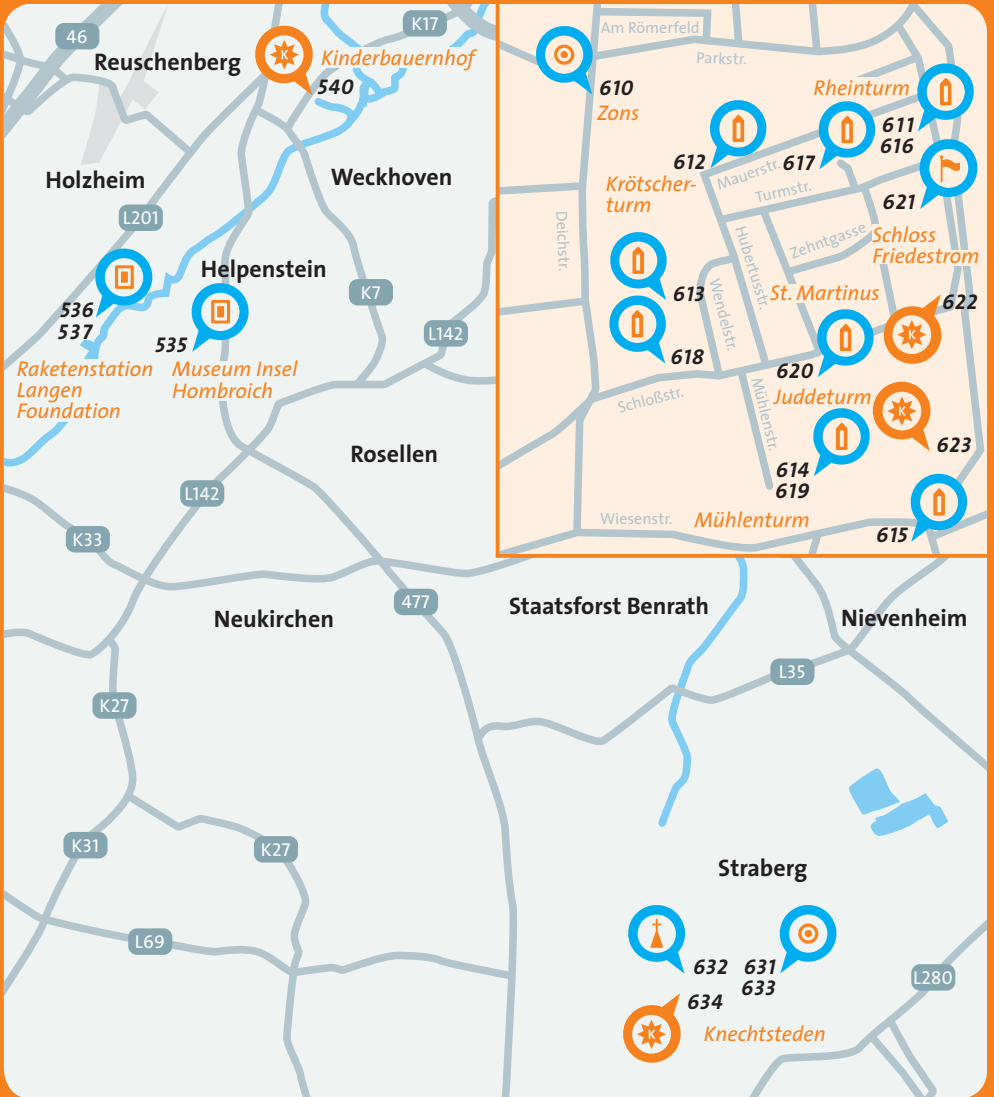 46
K17
Reuschenberg
K
Kinderbauernhof
540
Holzheim
Weckhoven
L201
Helpenstein
536
537
535
K7
L142
Raketenstation
Langen
Foundation
Museum Insel
Hombroich
Rosellen
L142
K33
477
Neukirchen
K27
K31
K27
L69
Am Römerfeld
Parkstr.
610
Zons
Rheinturm
611
616
612
617
Mauerstr.
Krötscher-
turm
Turmstr.
621
Deichstr.
Hubertusstr.
Zehntgasse
Schloss
Friedestrom
613
Wendelstr.
St. Martinus
622
K
618
620
Schloßstr.
Mühlenstr.
Juddeturm
K
623
614
619
Wiesenstr.
Mühlenturm
615
Staatsforst Benrath
Nievenheim
L35
Straberg
632
631
633
634
K
Knechtsteden
L280